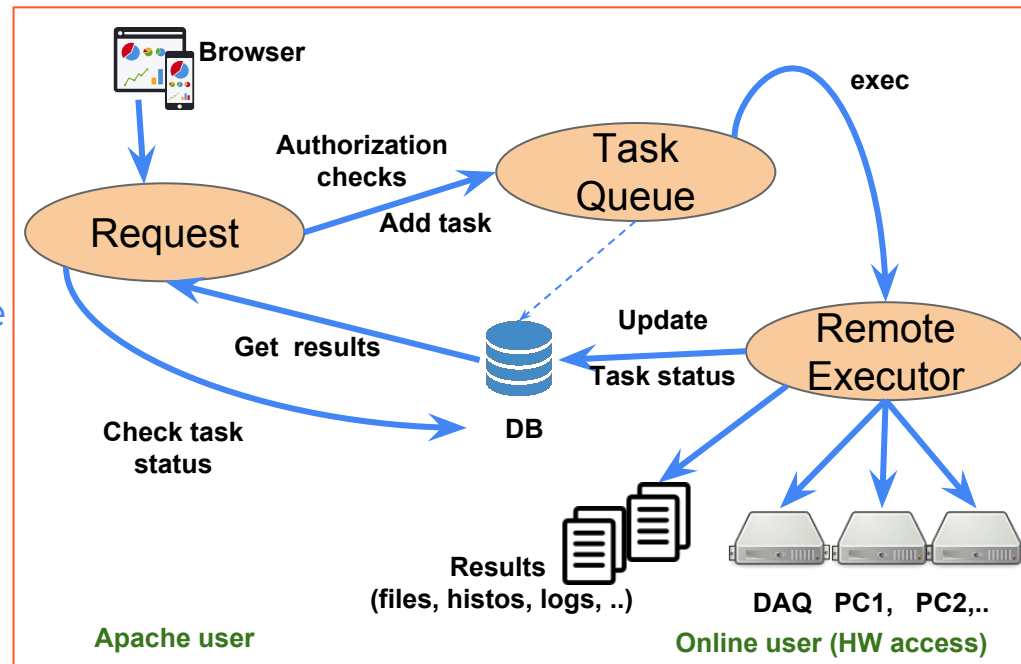 Browser
exec
Authorization
checks
Task
Queue
Add task
Request
e
Update
Remote
Executor
Get  results
Task status
DB
Check task
status
Results
(files, histos, logs, ..)
DAQ PC1, PC2,..
Apache user
Online user (HW access)